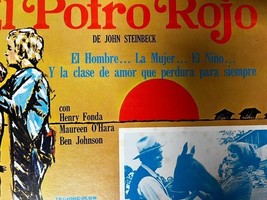 El Potro Rojo
DE JOHN STEINBECK
El Hombre... La Mujer... El Niño...
Y la clase de amor que perdura para siempre
con
Henry Fonda
Maureen O'Hara
Ben Johnson